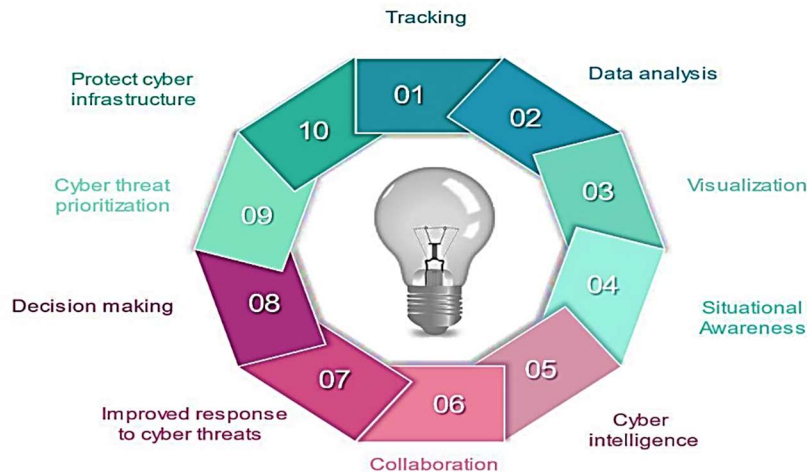 Tracking
01
Data analysis
02
Visualization
03
Situational
Awareness
04
Cyber
intelligence
05
Collaboration
06
Improved response
to cyber threats
07
Decision making
08
Cyber threat
prioritization
09
Protect cyber
infrastructure
10